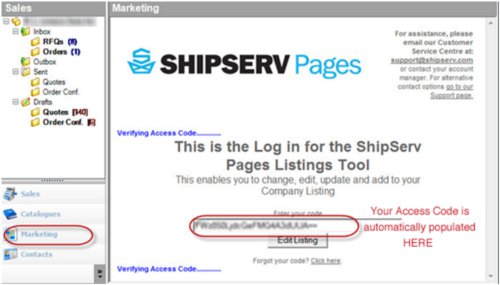 Sales
Inbox
RFQs (8)
Orders (1)
Outbox
Sent
Quotes
Order Conf.
Drafts
Quotes [140]
Order Conf.
Sales
Catalogues
Marketing
Contacts
Marketing
For assistance, please
email our Customer
Service Centre at:
support@shipserv.com
or contact your account
manager. For alternative
contact options go to our
Support page.
SHIPSERV Pages
Verifying Access Code............
This is the Log in for the ShipServ
Pages Listings Tool
This enables you to change, edit, update and add to your
Company Listing
Enter your code
Edit Listing
Forgot your code? Click here.
Your Access Code is
automatically populated
HERE
Verifying Access Code............